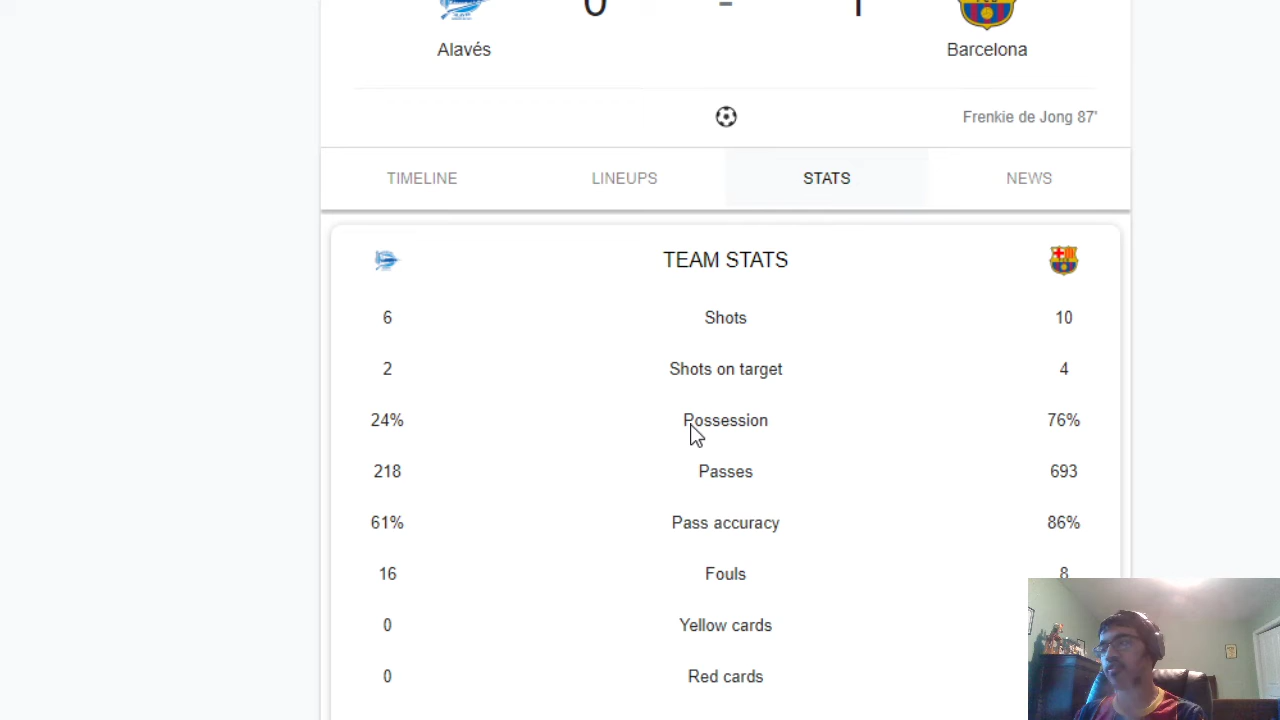 0 - 1
Alavés Barcelona
Frenkie de Jong 87'
TIMELINE LINEUPS STATS NEWS
TEAM STATS
6 Shots 10
2 Shots on target 4
24% Possession 76%
218 Passes 693
61% Pass accuracy 86%
16 Fouls 8
0 Yellow cards
0 Red cards